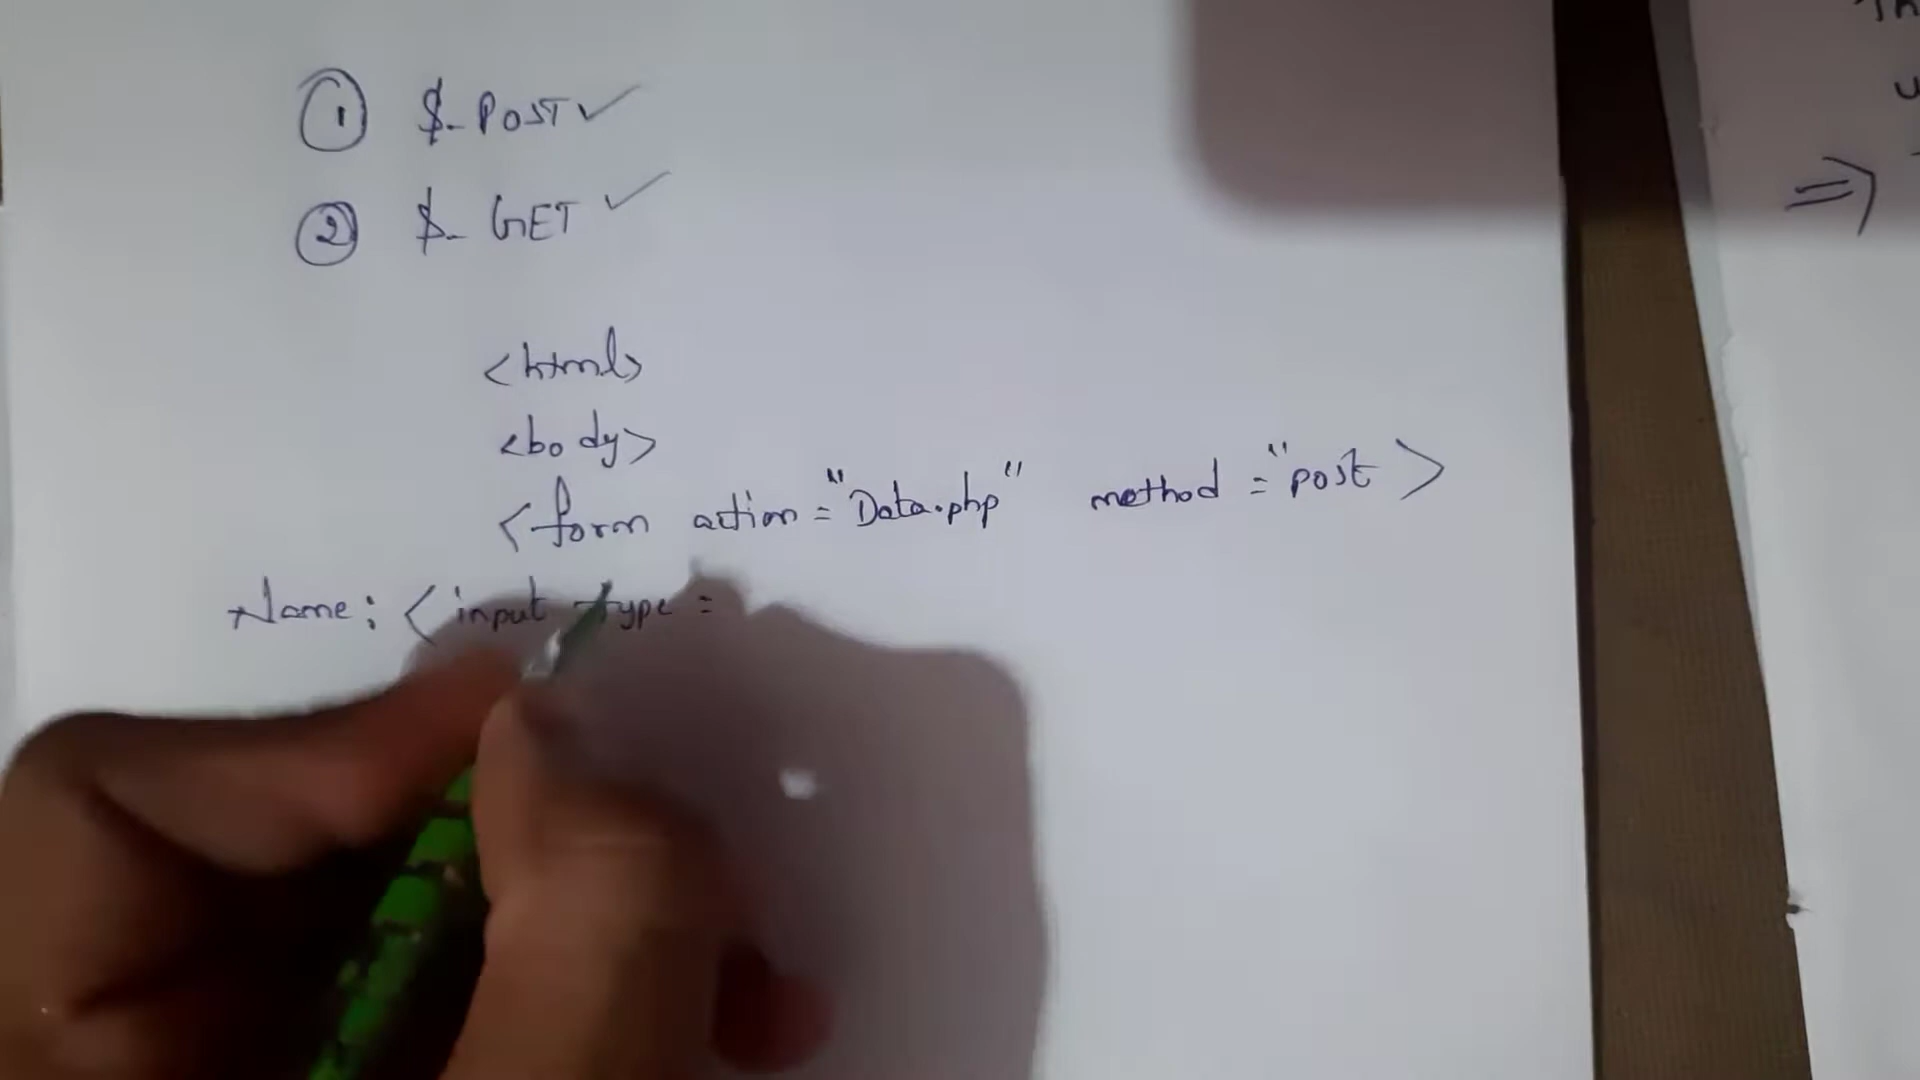 ① $_POST✓
② $_GET ✓
<html>
<body>
<form action="Data.php" method="post>
Name: <input type =
⇒